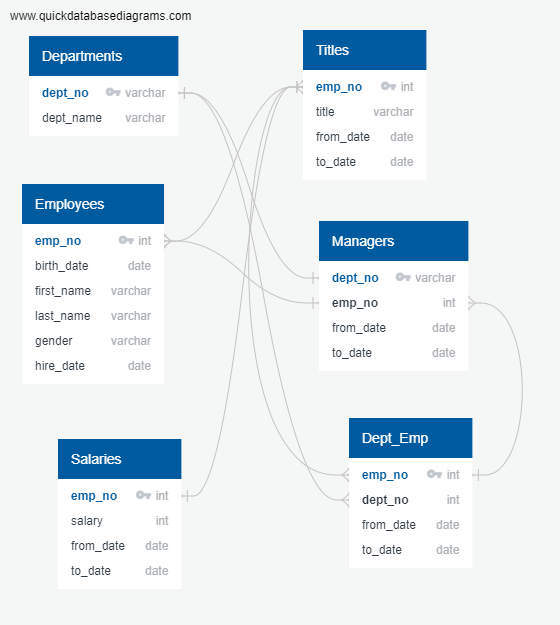 www.quickdatabasediagrams.com
Departments
dept_no varchar
dept_name varchar
Titles
emp_no int
title varchar
from_date date
to_date date
Employees
emp_no int
birth_date date
first_name varchar
last_name varchar
gender varchar
hire_date date
Managers
dept_no varchar
emp_no int
from_date date
to_date date
Dept_Emp
emp_no int
dept_no int
from_date date
to_date date
Salaries
emp_no int
salary int
from_date date
to_date date